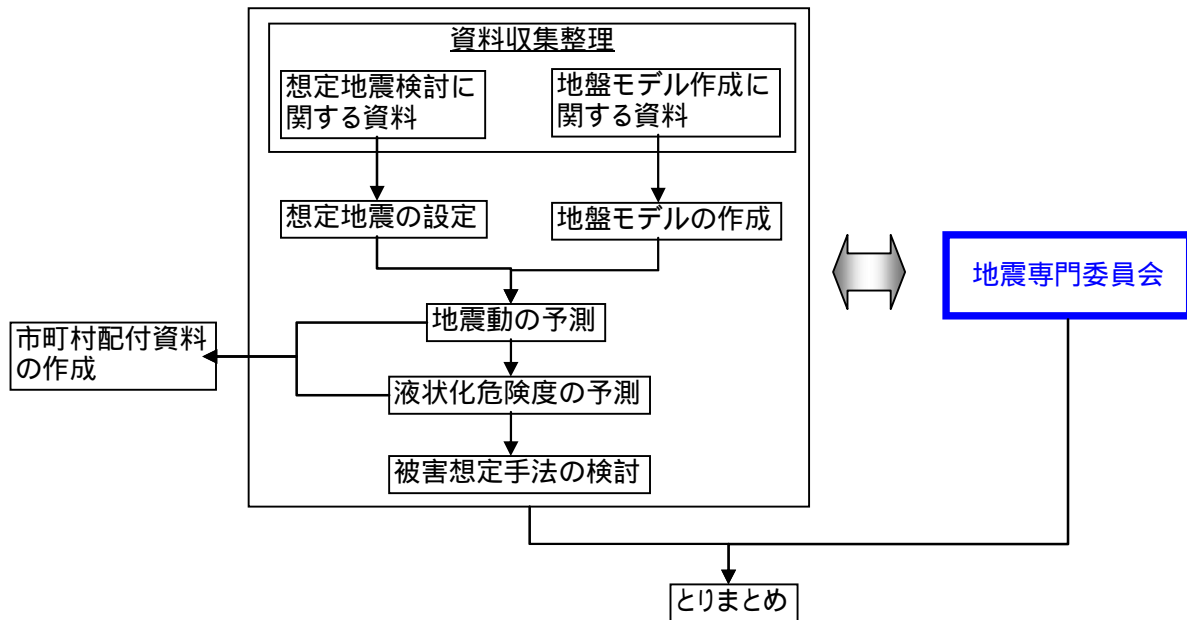 資料収集整理
想定地震検討に
関する資料
地盤モデル作成に
関する資料
想定地震の設定
地盤モデルの作成
地震専門委員会
地震動の予測
市町村配付資料
の作成
液状化危険度の予測
被害想定手法の検討
とりまとめ